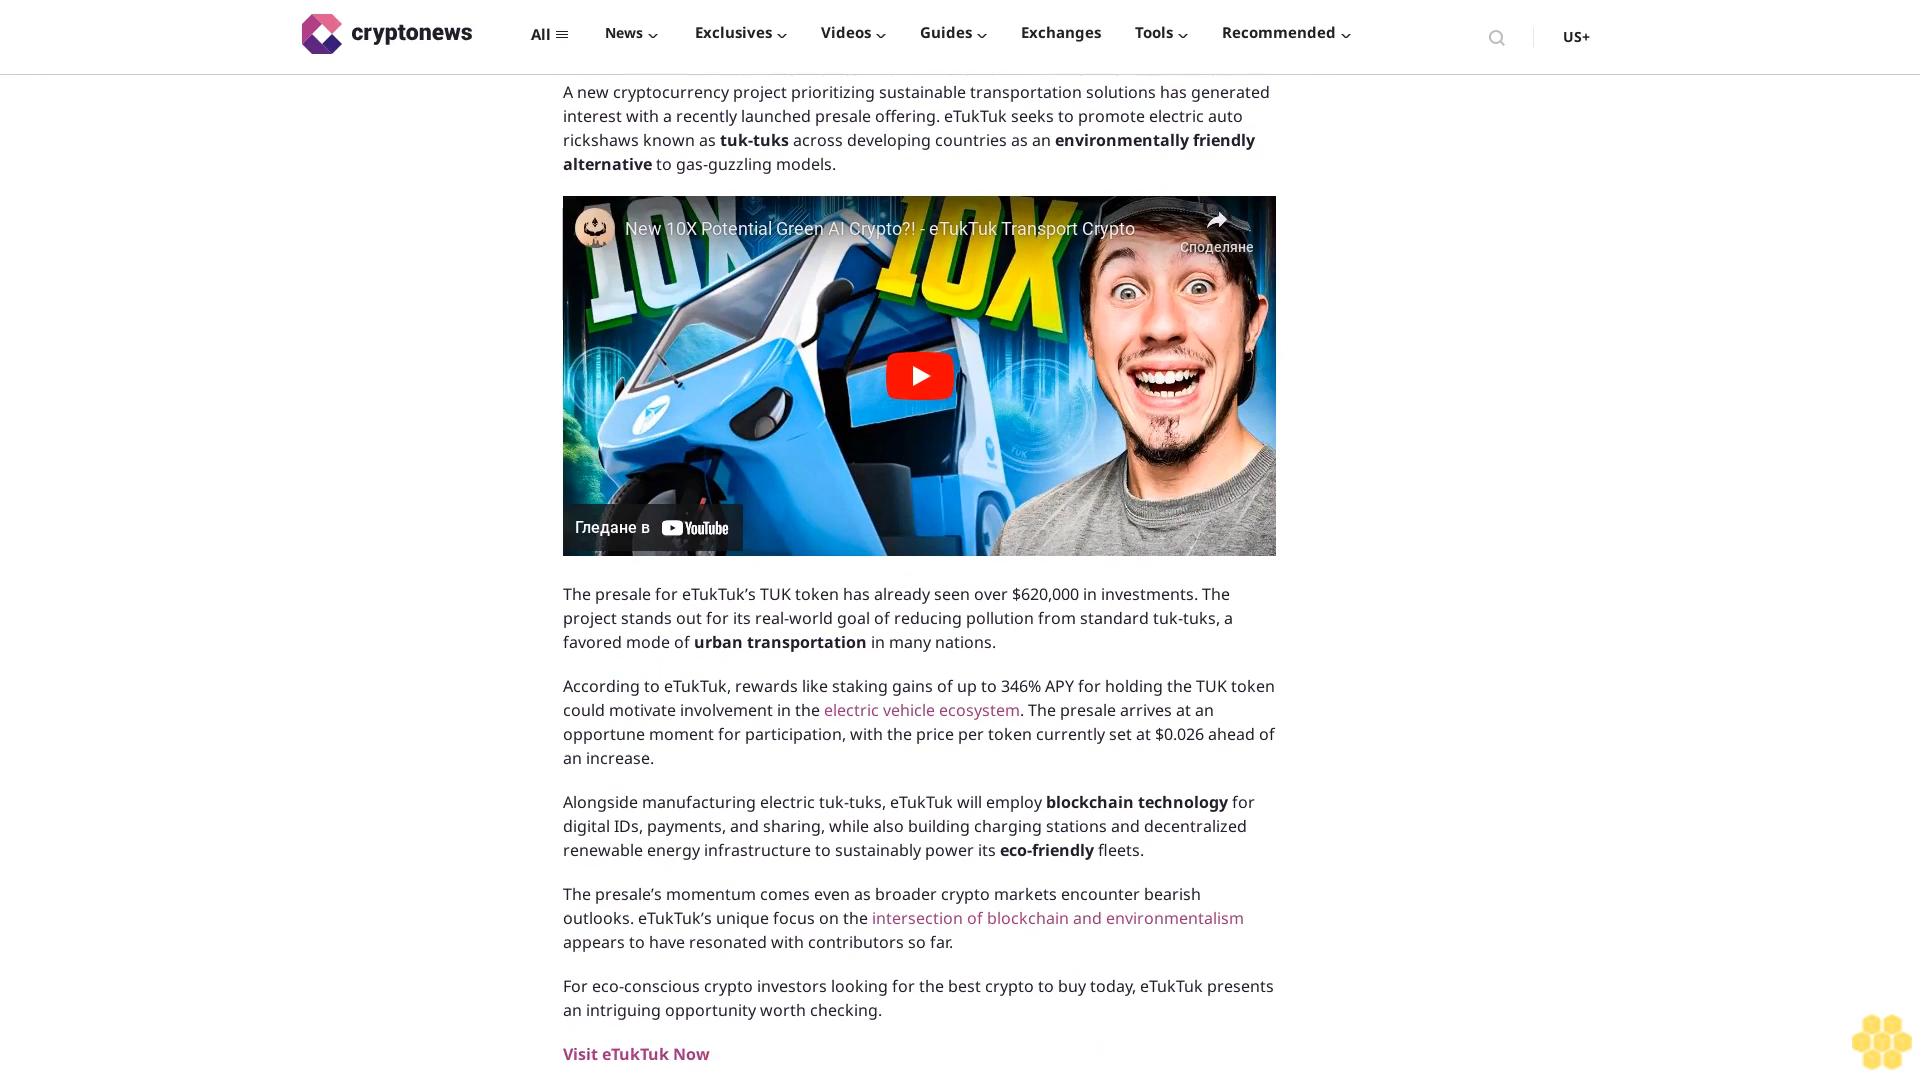 cryptonews
All
News
Exclusives
Videos
Guides
Exchanges
Tools
Recommended
US+
A new cryptocurrency project prioritizing sustainable transportation solutions has generated
interest with a recently launched presale offering. eTukTuk seeks to promote electric auto
rickshaws known as tuk-tuks across developing countries as an environmentally friendly
alternative to gas-guzzling models.
10X
10X
New 10X Potential Green AI Crypto?! - eTukTuk Transport Crypto
Споделяне
TUK
Гледане в YouTube
The presale for eTukTuk’s TUK token has already seen over $620,000 in investments. The
project stands out for its real-world goal of reducing pollution from standard tuk-tuks, a
favored mode of urban transportation in many nations.
According to eTukTuk, rewards like staking gains of up to 346% APY for holding the TUK token
could motivate involvement in the electric vehicle ecosystem. The presale arrives at an
opportune moment for participation, with the price per token currently set at $0.026 ahead of
an increase.
Alongside manufacturing electric tuk-tuks, eTukTuk will employ blockchain technology for
digital IDs, payments, and sharing, while also building charging stations and decentralized
renewable energy infrastructure to sustainably power its eco-friendly fleets.
The presale’s momentum comes even as broader crypto markets encounter bearish
outlooks. eTukTuk’s unique focus on the intersection of blockchain and environmentalism
appears to have resonated with contributors so far.
For eco-conscious crypto investors looking for the best crypto to buy today, eTukTuk presents
an intriguing opportunity worth checking.
Visit eTukTuk Now